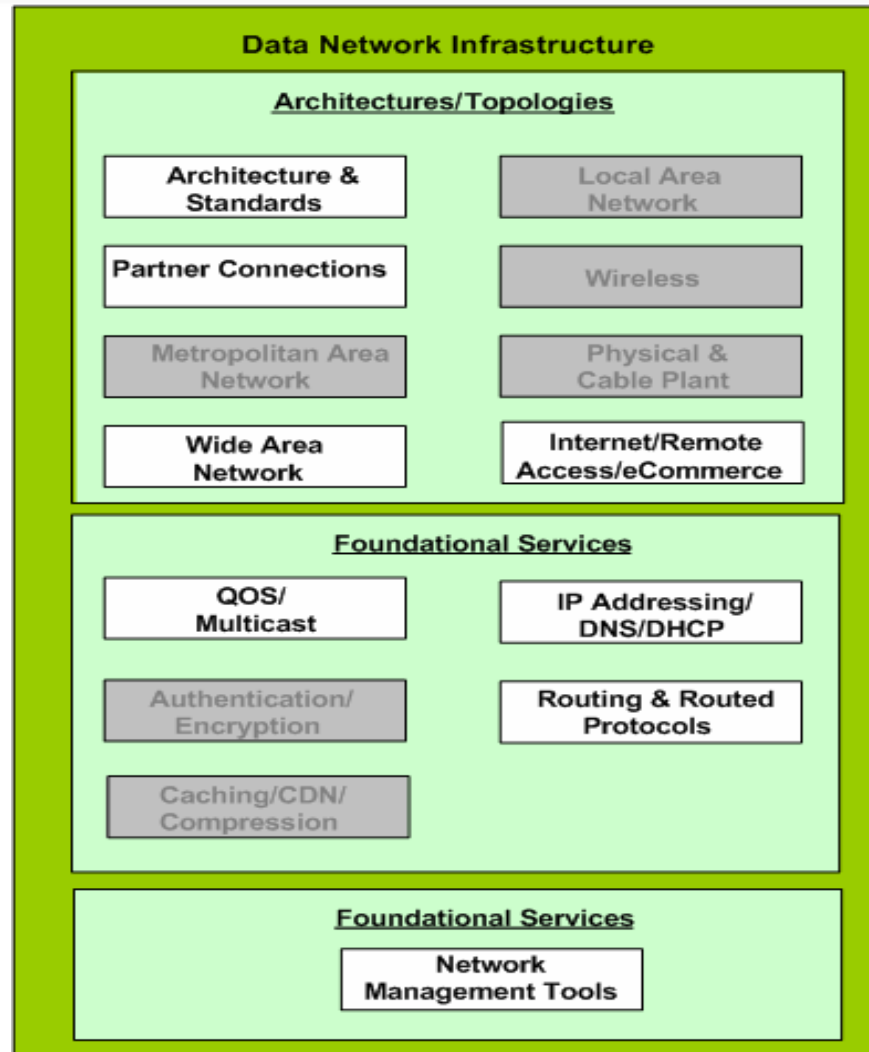 Data Network Infrastructure
Architectures/Topologies
Architecture &
Standards
Local Area
Network
Partner Connections
Wireless
Metropolitan Area
Network
Physical &
Cable Plant
Wide Area
Network
Internet/Remote
Access/eCommerce
Foundational Services
QOS/
Multicast
IP Addressing/
DNS/DHCP
Authentication/
Encryption
Routing & Routed
Protocols
Caching/CDN/
Compression
Foundational Services
Network
Management Tools